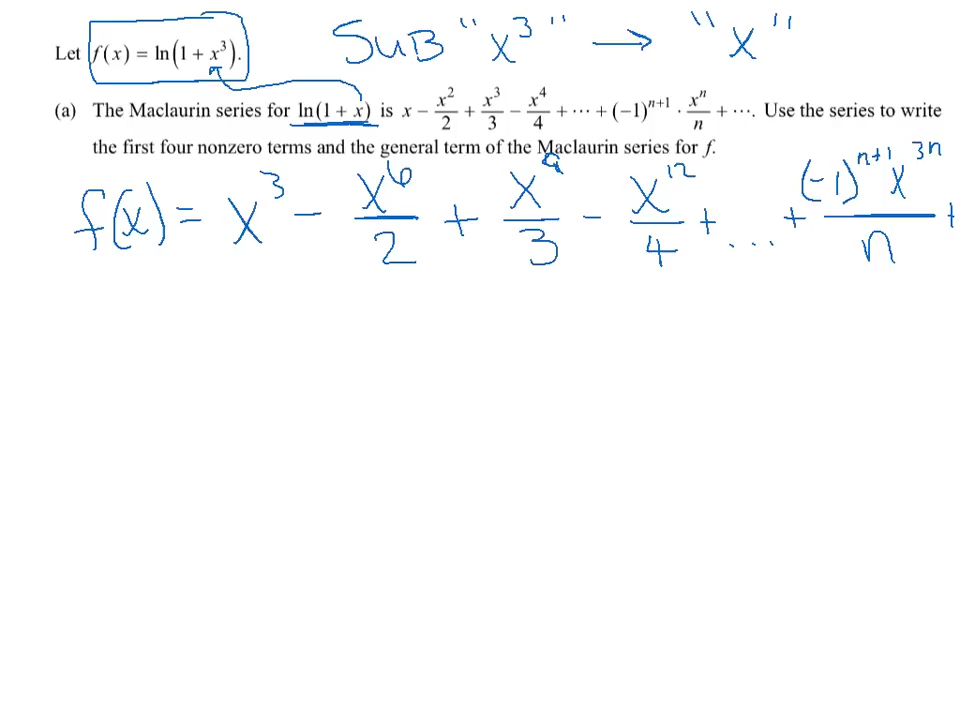 Let f(x) = ln(1 + x³). SUB "x³" → "x"
(a) The Maclaurin series for ln(1 + x) is x − x²/2 + x³/3 − x⁴/4 + ··· + (−1)ⁿ⁺¹ · xⁿ/n + ···. Use the series to write
the first four nonzero terms and the general term of the Maclaurin series for f.
f(x) = x³ − x⁶/2 + x⁹/3 − x¹²/4 + ... + (-1)ⁿ⁺¹ x³ⁿ/n +